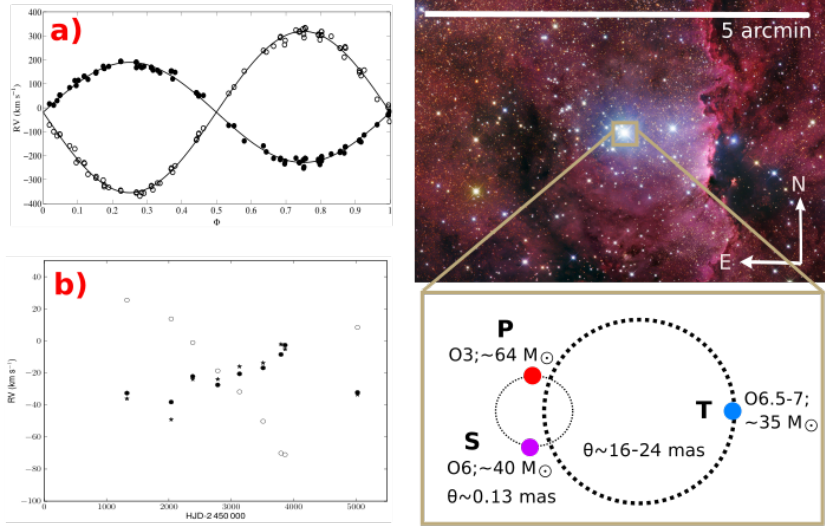 a)
400
300
200
100
0
-100
-200
-300
-400
RV (km s⁻¹)
0
0.1
0.2
0.3
0.4
0.5
0.6
0.7
0.8
0.9
1
Φ
b)
40
20
0
−20
−40
−60
−80
−100
RV (km s⁻¹)
0
1000
2000
3000
4000
5000
HJD-2 450 000
5 arcmin
N
E
P
O3;~64 M☉
S
O6;~40 M☉
θ~0.13 mas
T
O6.5-7;
~35 M☉
θ~16-24 mas